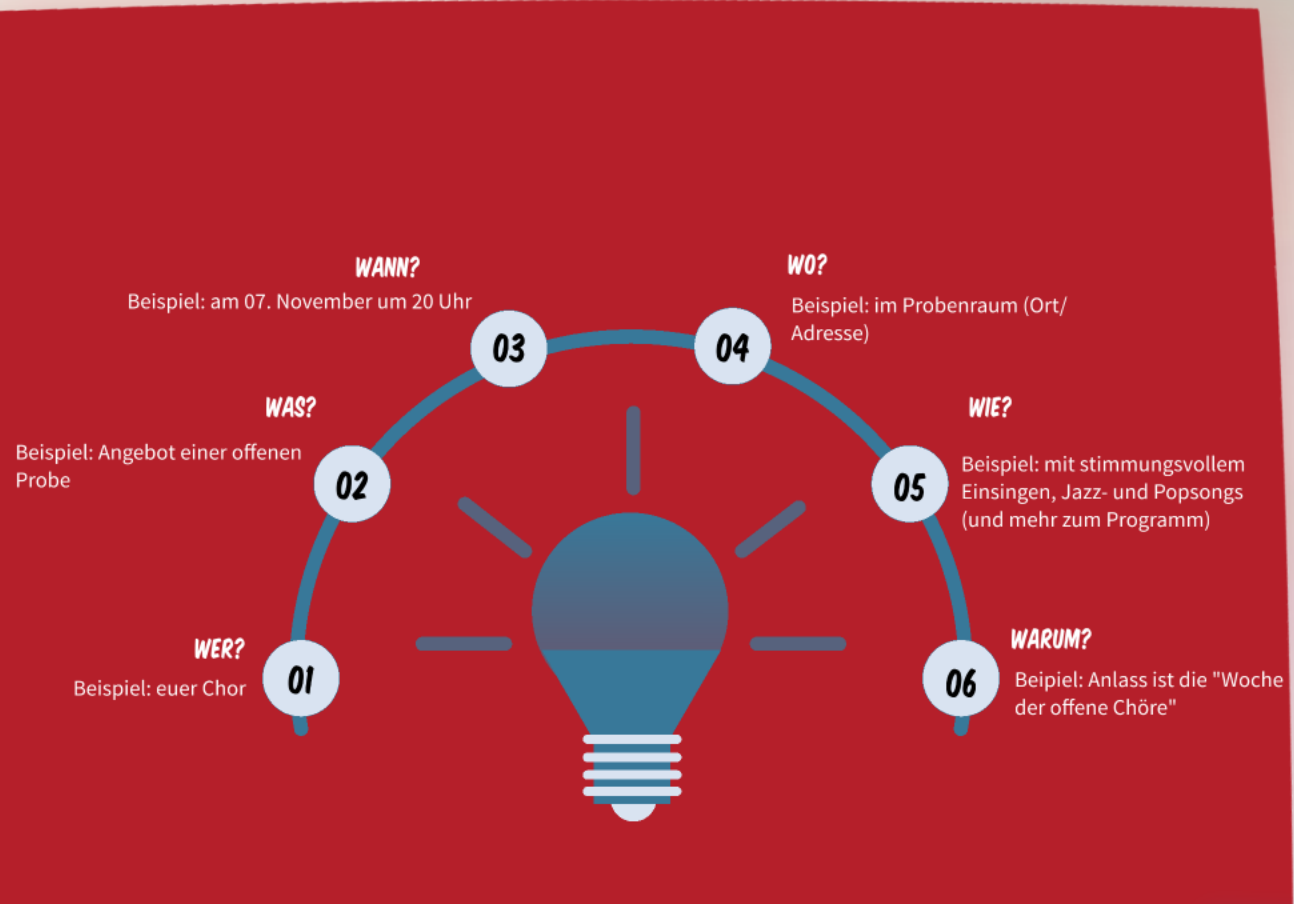 WER?
01
Beispiel: euer Chor
WAS?
02
Beispiel: Angebot einer offenen
Probe
WANN?
03
Beispiel: am 07. November um 20 Uhr
WO?
04
Beispiel: im Probenraum (Ort/
Adresse)
WIE?
05
Beispiel: mit stimmungsvollem
Einsingen, Jazz- und Popsongs
(und mehr zum Programm)
WARUM?
06
Beipiel: Anlass ist die "Woche
der offene Chöre"